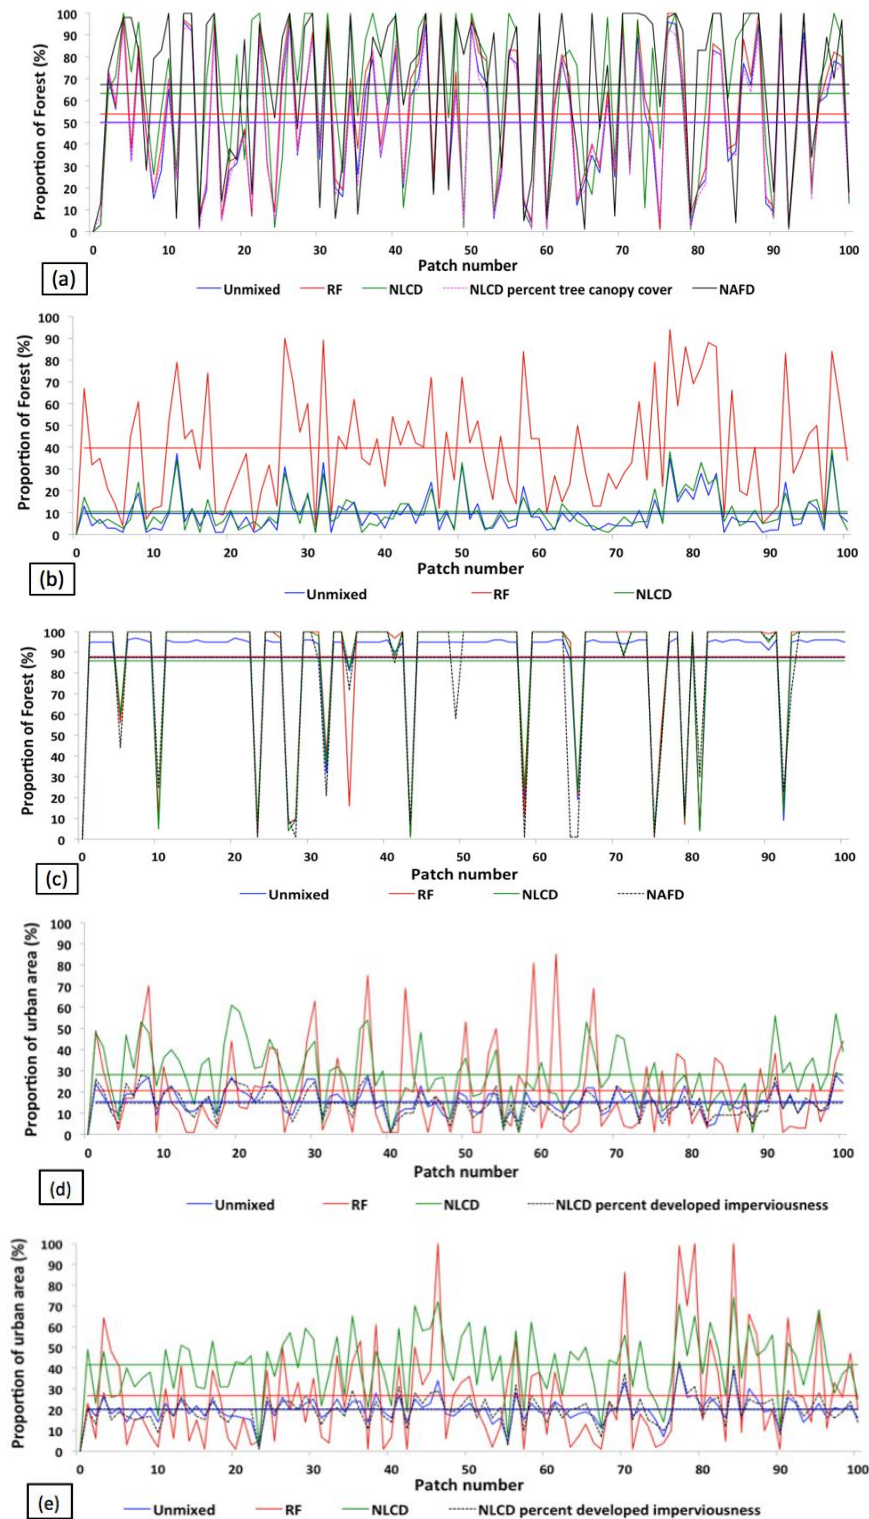 Proportion of Forest (%)
100
90
80
70
60
50
40
30
20
10
0
0 10 20 30 40 50 60 70 80 90 100
Patch number
(a)
Unmixed RF NLCD NLCD percent tree canopy cover NAFD
Proportion of Forest (%)
100
90
80
70
60
50
40
30
20
10
0
0 10 20 30 40 50 60 70 80 90 100
Patch number
(b)
Unmixed RF NLCD
Proportion of Forest (%)
100
90
80
70
60
50
40
30
20
10
0
0 10 20 30 40 50 60 70 80 90 100
Patch number
(c)
Unmixed RF NLCD NAFD
Proportion of urban area (%)
100
90
80
70
60
50
40
30
20
10
0
0 10 20 30 40 50 60 70 80 90 100
Patch number
(d)
Unmixed RF NLCD NLCD percent developed imperviousness
Proportion of urban area (%)
100
90
80
70
60
50
40
30
20
10
0
0 10 20 30 40 50 60 70 80 90 100
Patch number
(e)
Unmixed RF NLCD NLCD percent developed imperviousness